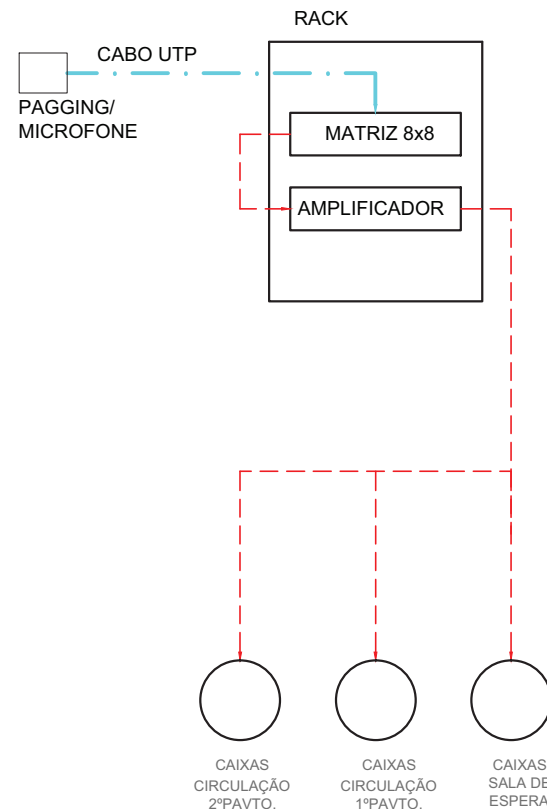 RACK
CABO UTP
PAGGING/
MICROFONE
MATRIZ 8x8
AMPLIFICADOR
CAIXAS
CIRCULAÇÃO
2ºPAVTO.
CAIXAS
CIRCULAÇÃO
1ºPAVTO.
CAIXAS
SALA DE
ESPERA